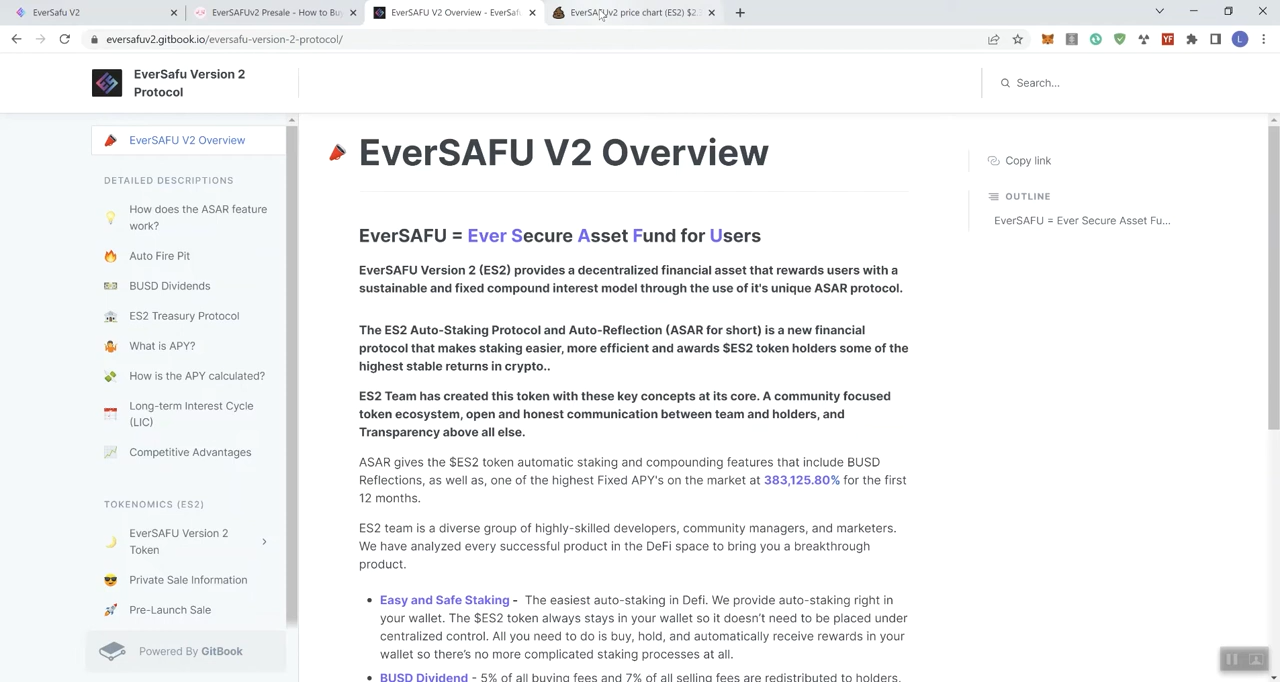 EverSafu V2
EverSAFUv2 Presale - How to Buy
EverSAFU V2 Overview - EverSaf
EverSAFUv2 price chart (ES2) $2.
eversafuv2.gitbook.io/eversafu-version-2-protocol/
YF
L
EverSafu Version 2
Protocol
Search...
EverSAFU V2 Overview
DETAILED DESCRIPTIONS
How does the ASAR feature
work?
Auto Fire Pit
BUSD Dividends
ES2 Treasury Protocol
What is APY?
How is the APY calculated?
Long-term Interest Cycle
(LIC)
Competitive Advantages
TOKENOMICS (ES2)
EverSAFU Version 2
Token
Private Sale Information
Pre-Launch Sale
Powered By GitBook
EverSAFU V2 Overview
EverSAFU = Ever Secure Asset Fund for Users
EverSAFU Version 2 (ES2) provides a decentralized financial asset that rewards users with a
sustainable and fixed compound interest model through the use of it's unique ASAR protocol.
The ES2 Auto-Staking Protocol and Auto-Reflection (ASAR for short) is a new financial
protocol that makes staking easier, more efficient and awards $ES2 token holders some of the
highest stable returns in crypto..
ES2 Team has created this token with these key concepts at its core. A community focused
token ecosystem, open and honest communication between team and holders, and
Transparency above all else.
ASAR gives the $ES2 token automatic staking and compounding features that include BUSD
Reflections, as well as, one of the highest Fixed APY's on the market at 383,125.80% for the first
12 months.
ES2 team is a diverse group of highly-skilled developers, community managers, and marketers.
We have analyzed every successful product in the DeFi space to bring you a breakthrough
product.
• Easy and Safe Staking - The easiest auto-staking in Defi. We provide auto-staking right in
your wallet. The $ES2 token always stays in your wallet so it doesn't need to be placed under
centralized control. All you need to do is buy, hold, and automatically receive rewards in your
wallet so there's no more complicated staking processes at all.
• BUSD Dividend - 5% of all buying fees and 7% of all selling fees are redistributed to holders.
Copy link
OUTLINE
EverSAFU = Ever Secure Asset Fu...